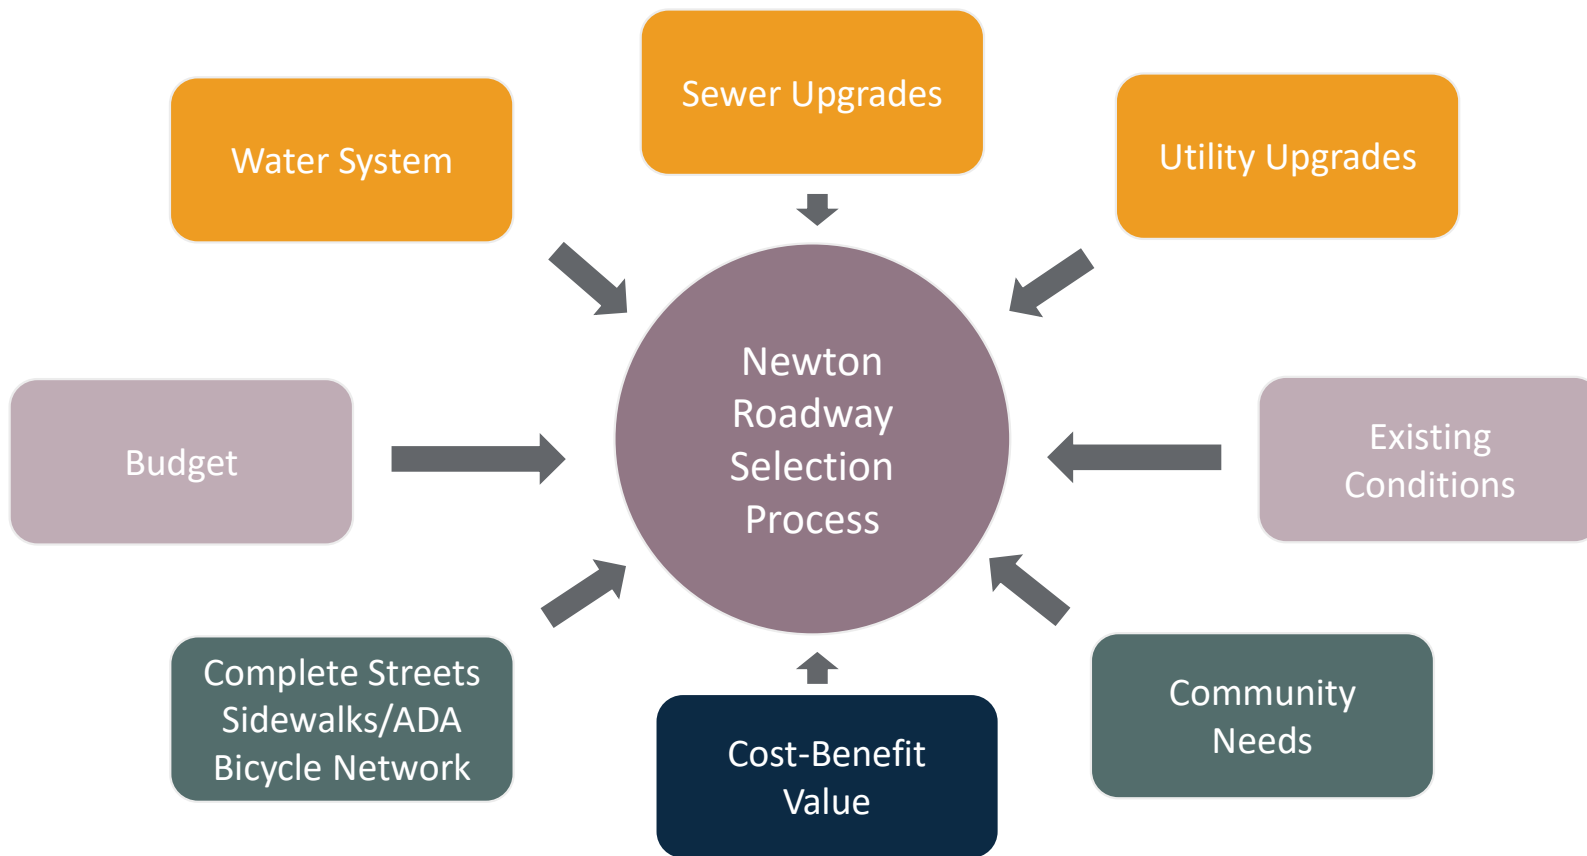 Sewer Upgrades
Water System
Utility Upgrades
Newton
Roadway
Selection
Process
Budget
Existing
Conditions
Complete Streets
Sidewalks/ADA
Bicycle Network
Cost-Benefit
Value
Community
Needs